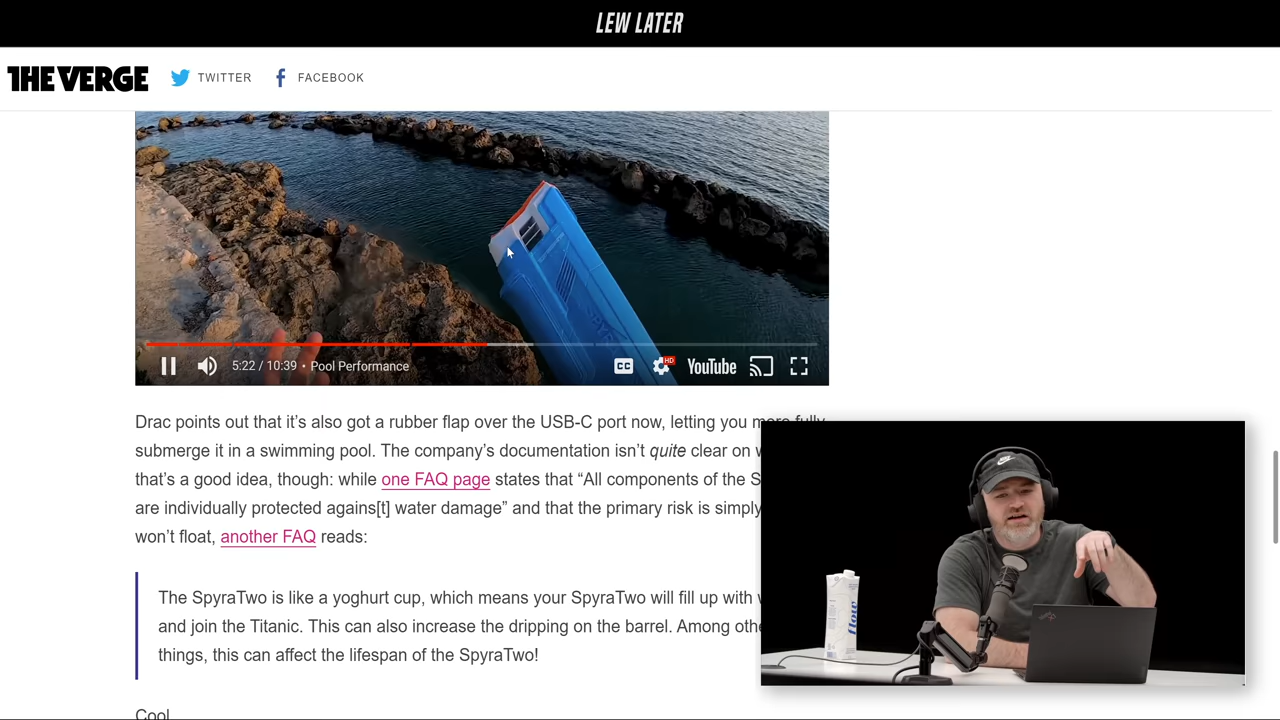 LEW LATER
THE VERGE TWITTER FACEBOOK
5:22 / 10:39 • Pool Performance CC HD YouTube
Drac points out that it’s also got a rubber flap over the USB-C port now, letting you more fully
submerge it in a swimming pool. The company’s documentation isn’t quite clear on
that’s a good idea, though: while one FAQ page states that “All components of the
are individually protected agains[t] water damage” and that the primary risk is simply
won’t float, another FAQ reads:
The SpyraTwo is like a yoghurt cup, which means your SpyraTwo will fill up with
and join the Titanic. This can also increase the dripping on the barrel. Among
things, this can affect the lifespan of the SpyraTwo!
Cool
flow